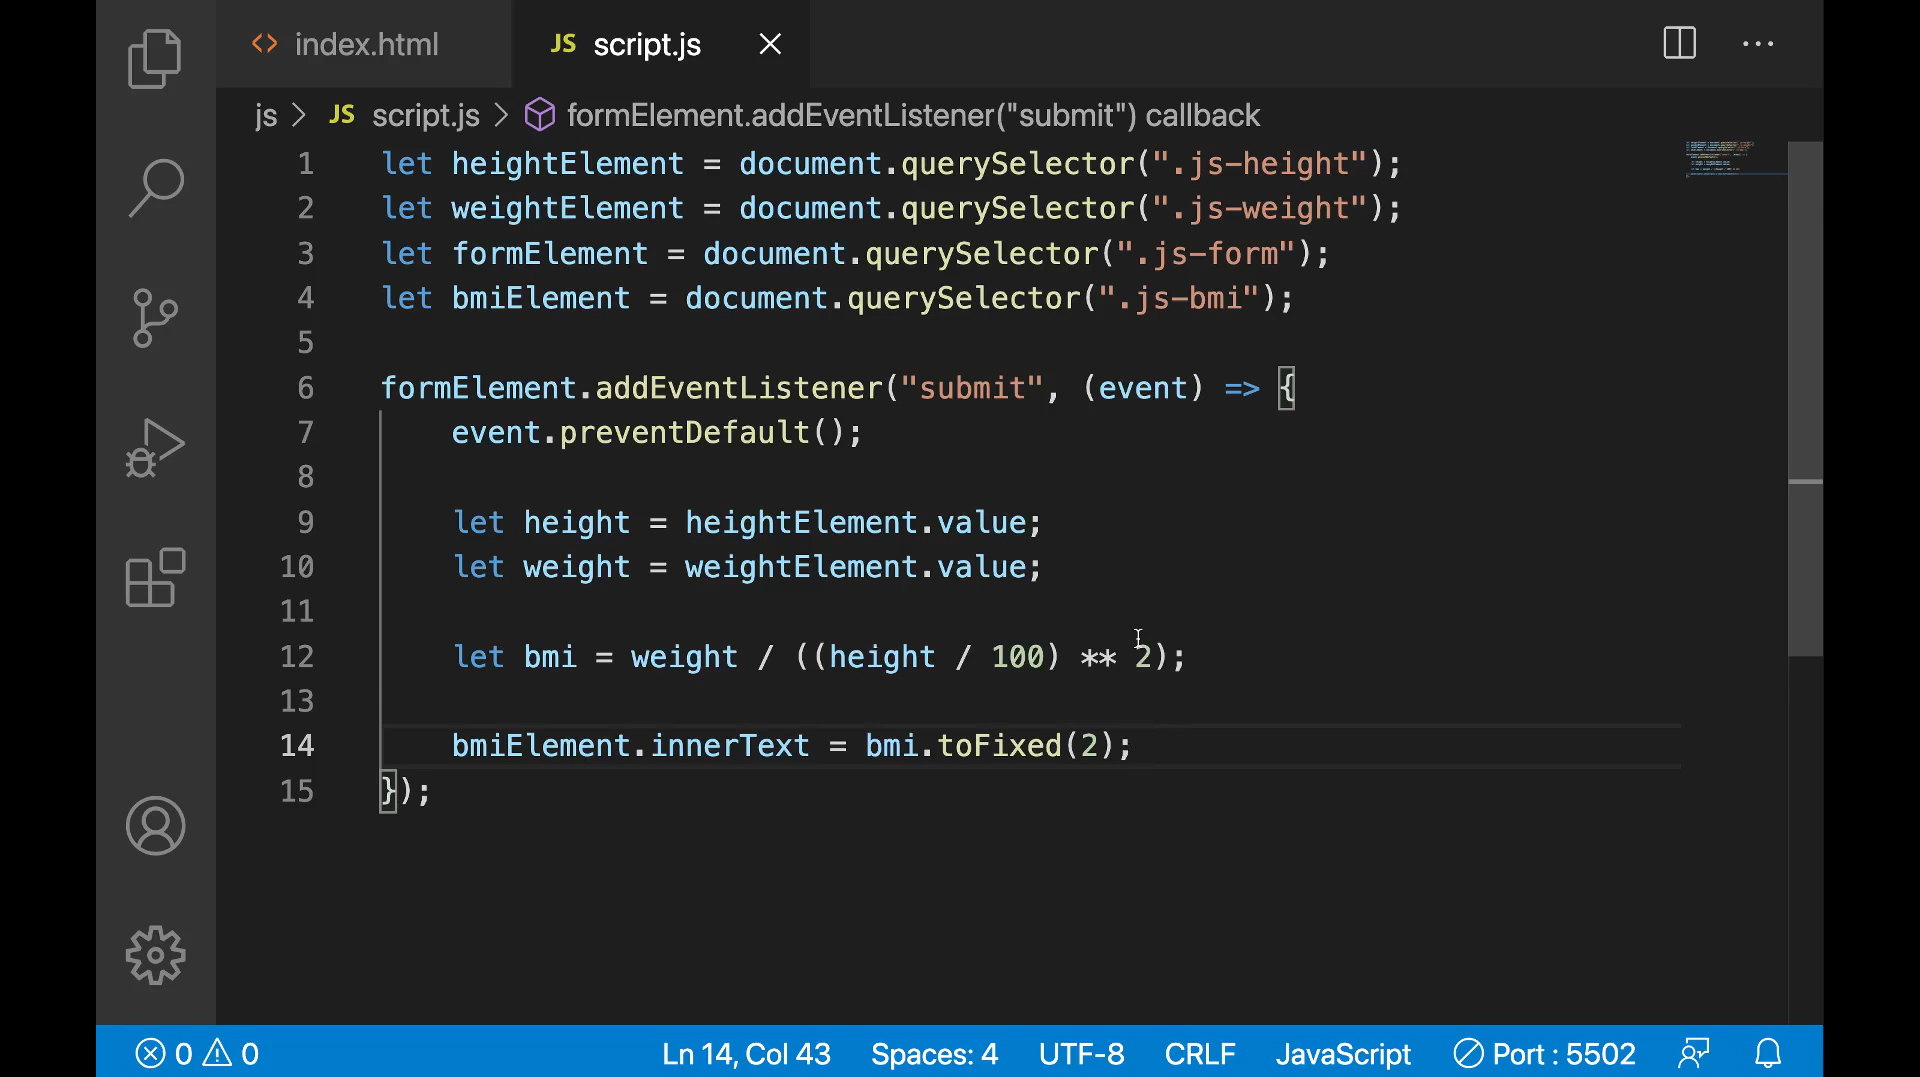 <> index.html JS script.js ×
js > JS script.js > formElement.addEventListener("submit") callback
1 let heightElement = document.querySelector(".js-height");
2 let weightElement = document.querySelector(".js-weight");
3 let formElement = document.querySelector(".js-form");
4 let bmiElement = document.querySelector(".js-bmi");
5
6 formElement.addEventListener("submit", (event) => {
7     event.preventDefault();
8
9     let height = heightElement.value;
10     let weight = weightElement.value;
11
12     let bmi = weight / ((height / 100) ** 2);
13
14     bmiElement.innerText = bmi.toFixed(2);
15 });
0 0 Ln 14, Col 43 Spaces: 4 UTF-8 CRLF JavaScript Port : 5502